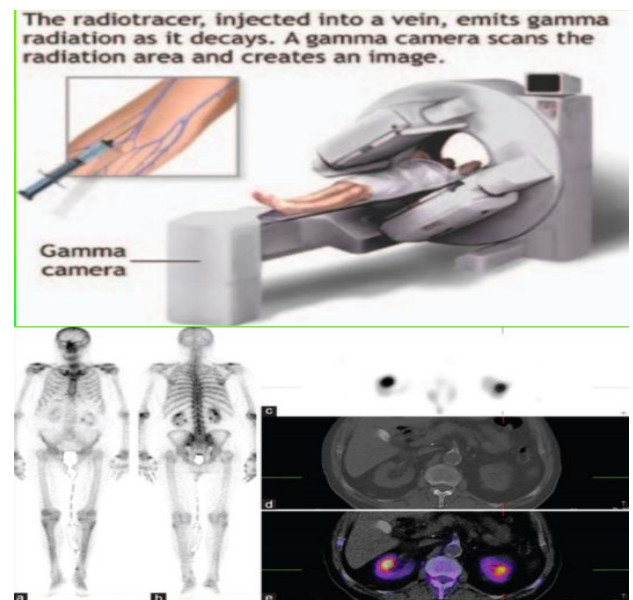 The radiotracer, injected into a vein, emits gamma
radiation as it decays. A gamma camera scans the
radiation area and creates an image.
Gamma
camera
a
b
c
d
e